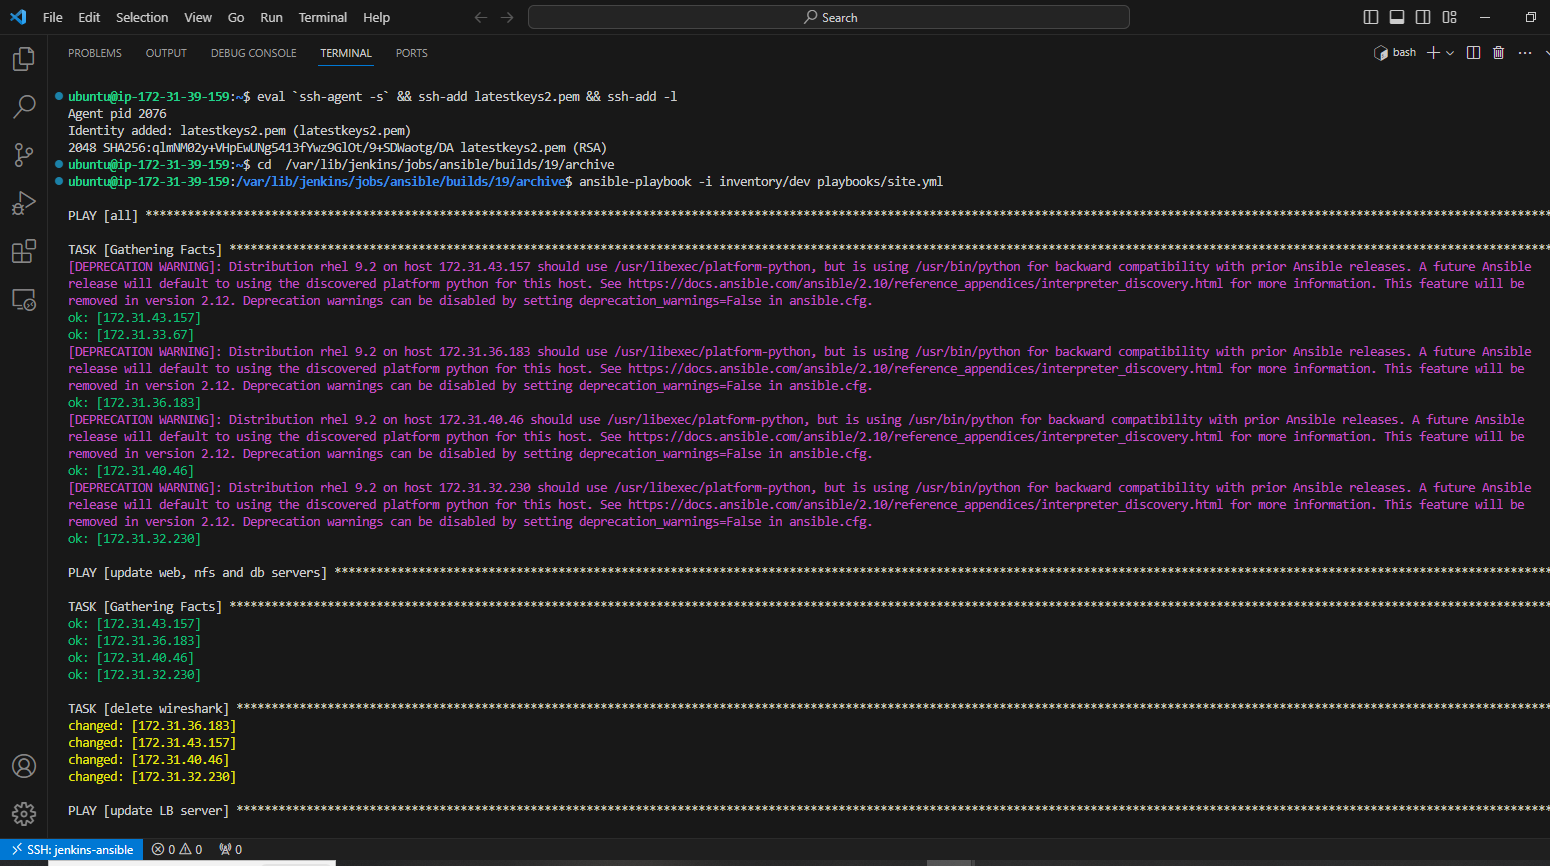 File Edit Selection View Go Run Terminal Help Search
PROBLEMS OUTPUT DEBUG CONSOLE TERMINAL PORTS bash
ubuntu@ip-172-31-39-159:~$ eval `ssh-agent -s` && ssh-add latestkeys2.pem && ssh-add -l
Agent pid 2076
Identity added: latestkeys2.pem (latestkeys2.pem)
2048 SHA256:qlmNM02y+VHpEwUNg5413fYwz9GlOt/9+SDWaotg/DA latestkeys2.pem (RSA)
ubuntu@ip-172-31-39-159:~$ cd  /var/lib/jenkins/jobs/ansible/builds/19/archive
ubuntu@ip-172-31-39-159:/var/lib/jenkins/jobs/ansible/builds/19/archive$ ansible-playbook -i inventory/dev playbooks/site.yml
PLAY [all] ****************************************************************************************************
TASK [Gathering Facts] ****************************************************************************************************
[DEPRECATION WARNING]: Distribution rhel 9.2 on host 172.31.43.157 should use /usr/libexec/platform-python, but is using /usr/bin/python for backward compatibility with prior Ansible releases. A future Ansible
release will default to using the discovered platform python for this host. See https://docs.ansible.com/ansible/2.10/reference_appendices/interpreter_discovery.html for more information. This feature will be
removed in version 2.12. Deprecation warnings can be disabled by setting deprecation_warnings=False in ansible.cfg.
ok: [172.31.43.157]
ok: [172.31.33.67]
[DEPRECATION WARNING]: Distribution rhel 9.2 on host 172.31.36.183 should use /usr/libexec/platform-python, but is using /usr/bin/python for backward compatibility with prior Ansible releases. A future Ansible
release will default to using the discovered platform python for this host. See https://docs.ansible.com/ansible/2.10/reference_appendices/interpreter_discovery.html for more information. This feature will be
removed in version 2.12. Deprecation warnings can be disabled by setting deprecation_warnings=False in ansible.cfg.
ok: [172.31.36.183]
[DEPRECATION WARNING]: Distribution rhel 9.2 on host 172.31.40.46 should use /usr/libexec/platform-python, but is using /usr/bin/python for backward compatibility with prior Ansible releases. A future Ansible
release will default to using the discovered platform python for this host. See https://docs.ansible.com/ansible/2.10/reference_appendices/interpreter_discovery.html for more information. This feature will be
removed in version 2.12. Deprecation warnings can be disabled by setting deprecation_warnings=False in ansible.cfg.
ok: [172.31.40.46]
[DEPRECATION WARNING]: Distribution rhel 9.2 on host 172.31.32.230 should use /usr/libexec/platform-python, but is using /usr/bin/python for backward compatibility with prior Ansible releases. A future Ansible
release will default to using the discovered platform python for this host. See https://docs.ansible.com/ansible/2.10/reference_appendices/interpreter_discovery.html for more information. This feature will be
removed in version 2.12. Deprecation warnings can be disabled by setting deprecation_warnings=False in ansible.cfg.
ok: [172.31.32.230]
PLAY [update web, nfs and db servers] ****************************************************************************************************
TASK [Gathering Facts] ****************************************************************************************************
ok: [172.31.43.157]
ok: [172.31.36.183]
ok: [172.31.40.46]
ok: [172.31.32.230]
TASK [delete wireshark] ****************************************************************************************************
changed: [172.31.36.183]
changed: [172.31.43.157]
changed: [172.31.40.46]
changed: [172.31.32.230]
PLAY [update LB server] ****************************************************************************************************
SSH: jenkins-ansible 0 0 0